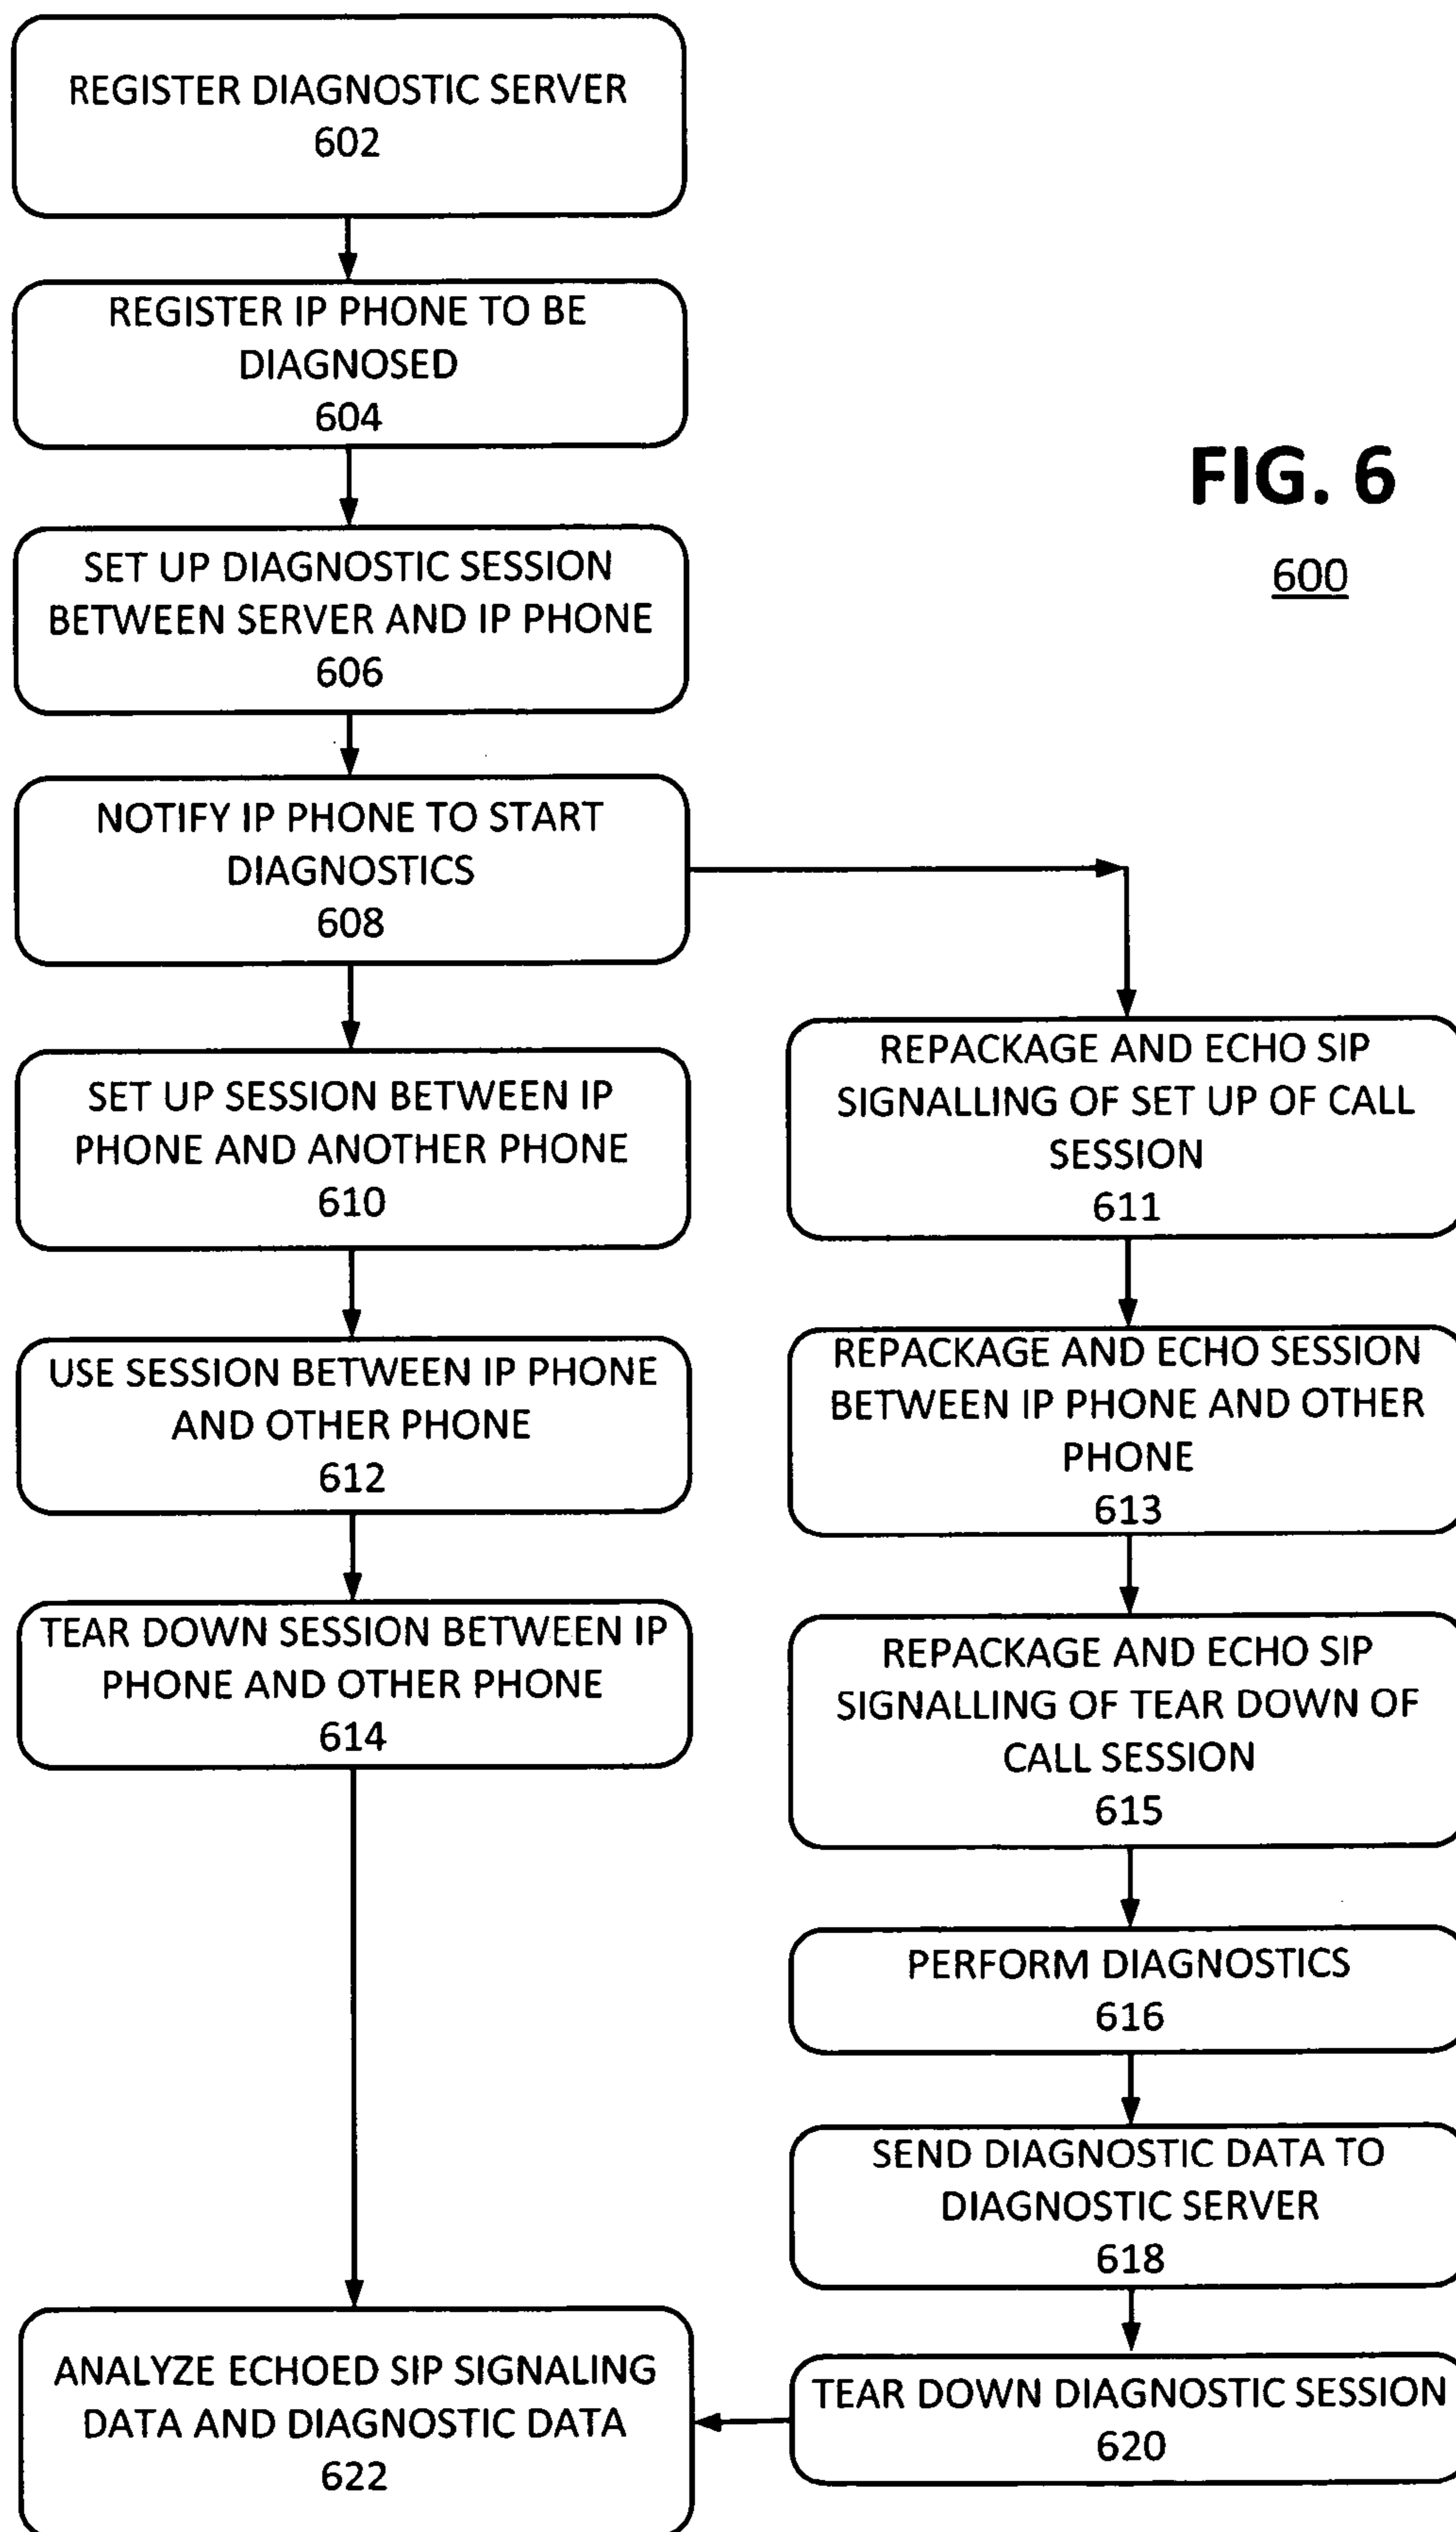 REGISTER DIAGNOSTIC SERVER
602
REGISTER IP PHONE TO BE
DIAGNOSED
604
FIG. 6
600
SET UP DIAGNOSTIC SESSION
BETWEEN SERVER AND IP PHONE
606
NOTIFY IP PHONE TO START
DIAGNOSTICS
608
SET UP SESSION BETWEEN IP
PHONE AND ANOTHER PHONE
610
USE SESSION BETWEEN IP PHONE
AND OTHER PHONE
612
TEAR DOWN SESSION BETWEEN IP
PHONE AND OTHER PHONE
614
REPACKAGE AND ECHO SIP
SIGNALLING OF SET UP OF CALL
SESSION
611
REPACKAGE AND ECHO SESSION
BETWEEN IP PHONE AND OTHER
PHONE
613
REPACKAGE AND ECHO SIP
SIGNALLING OF TEAR DOWN OF
CALL SESSION
615
PERFORM DIAGNOSTICS
616
SEND DIAGNOSTIC DATA TO
DIAGNOSTIC SERVER
618
TEAR DOWN DIAGNOSTIC SESSION
620
ANALYZE ECHOED SIP SIGNALING
DATA AND DIAGNOSTIC DATA
622